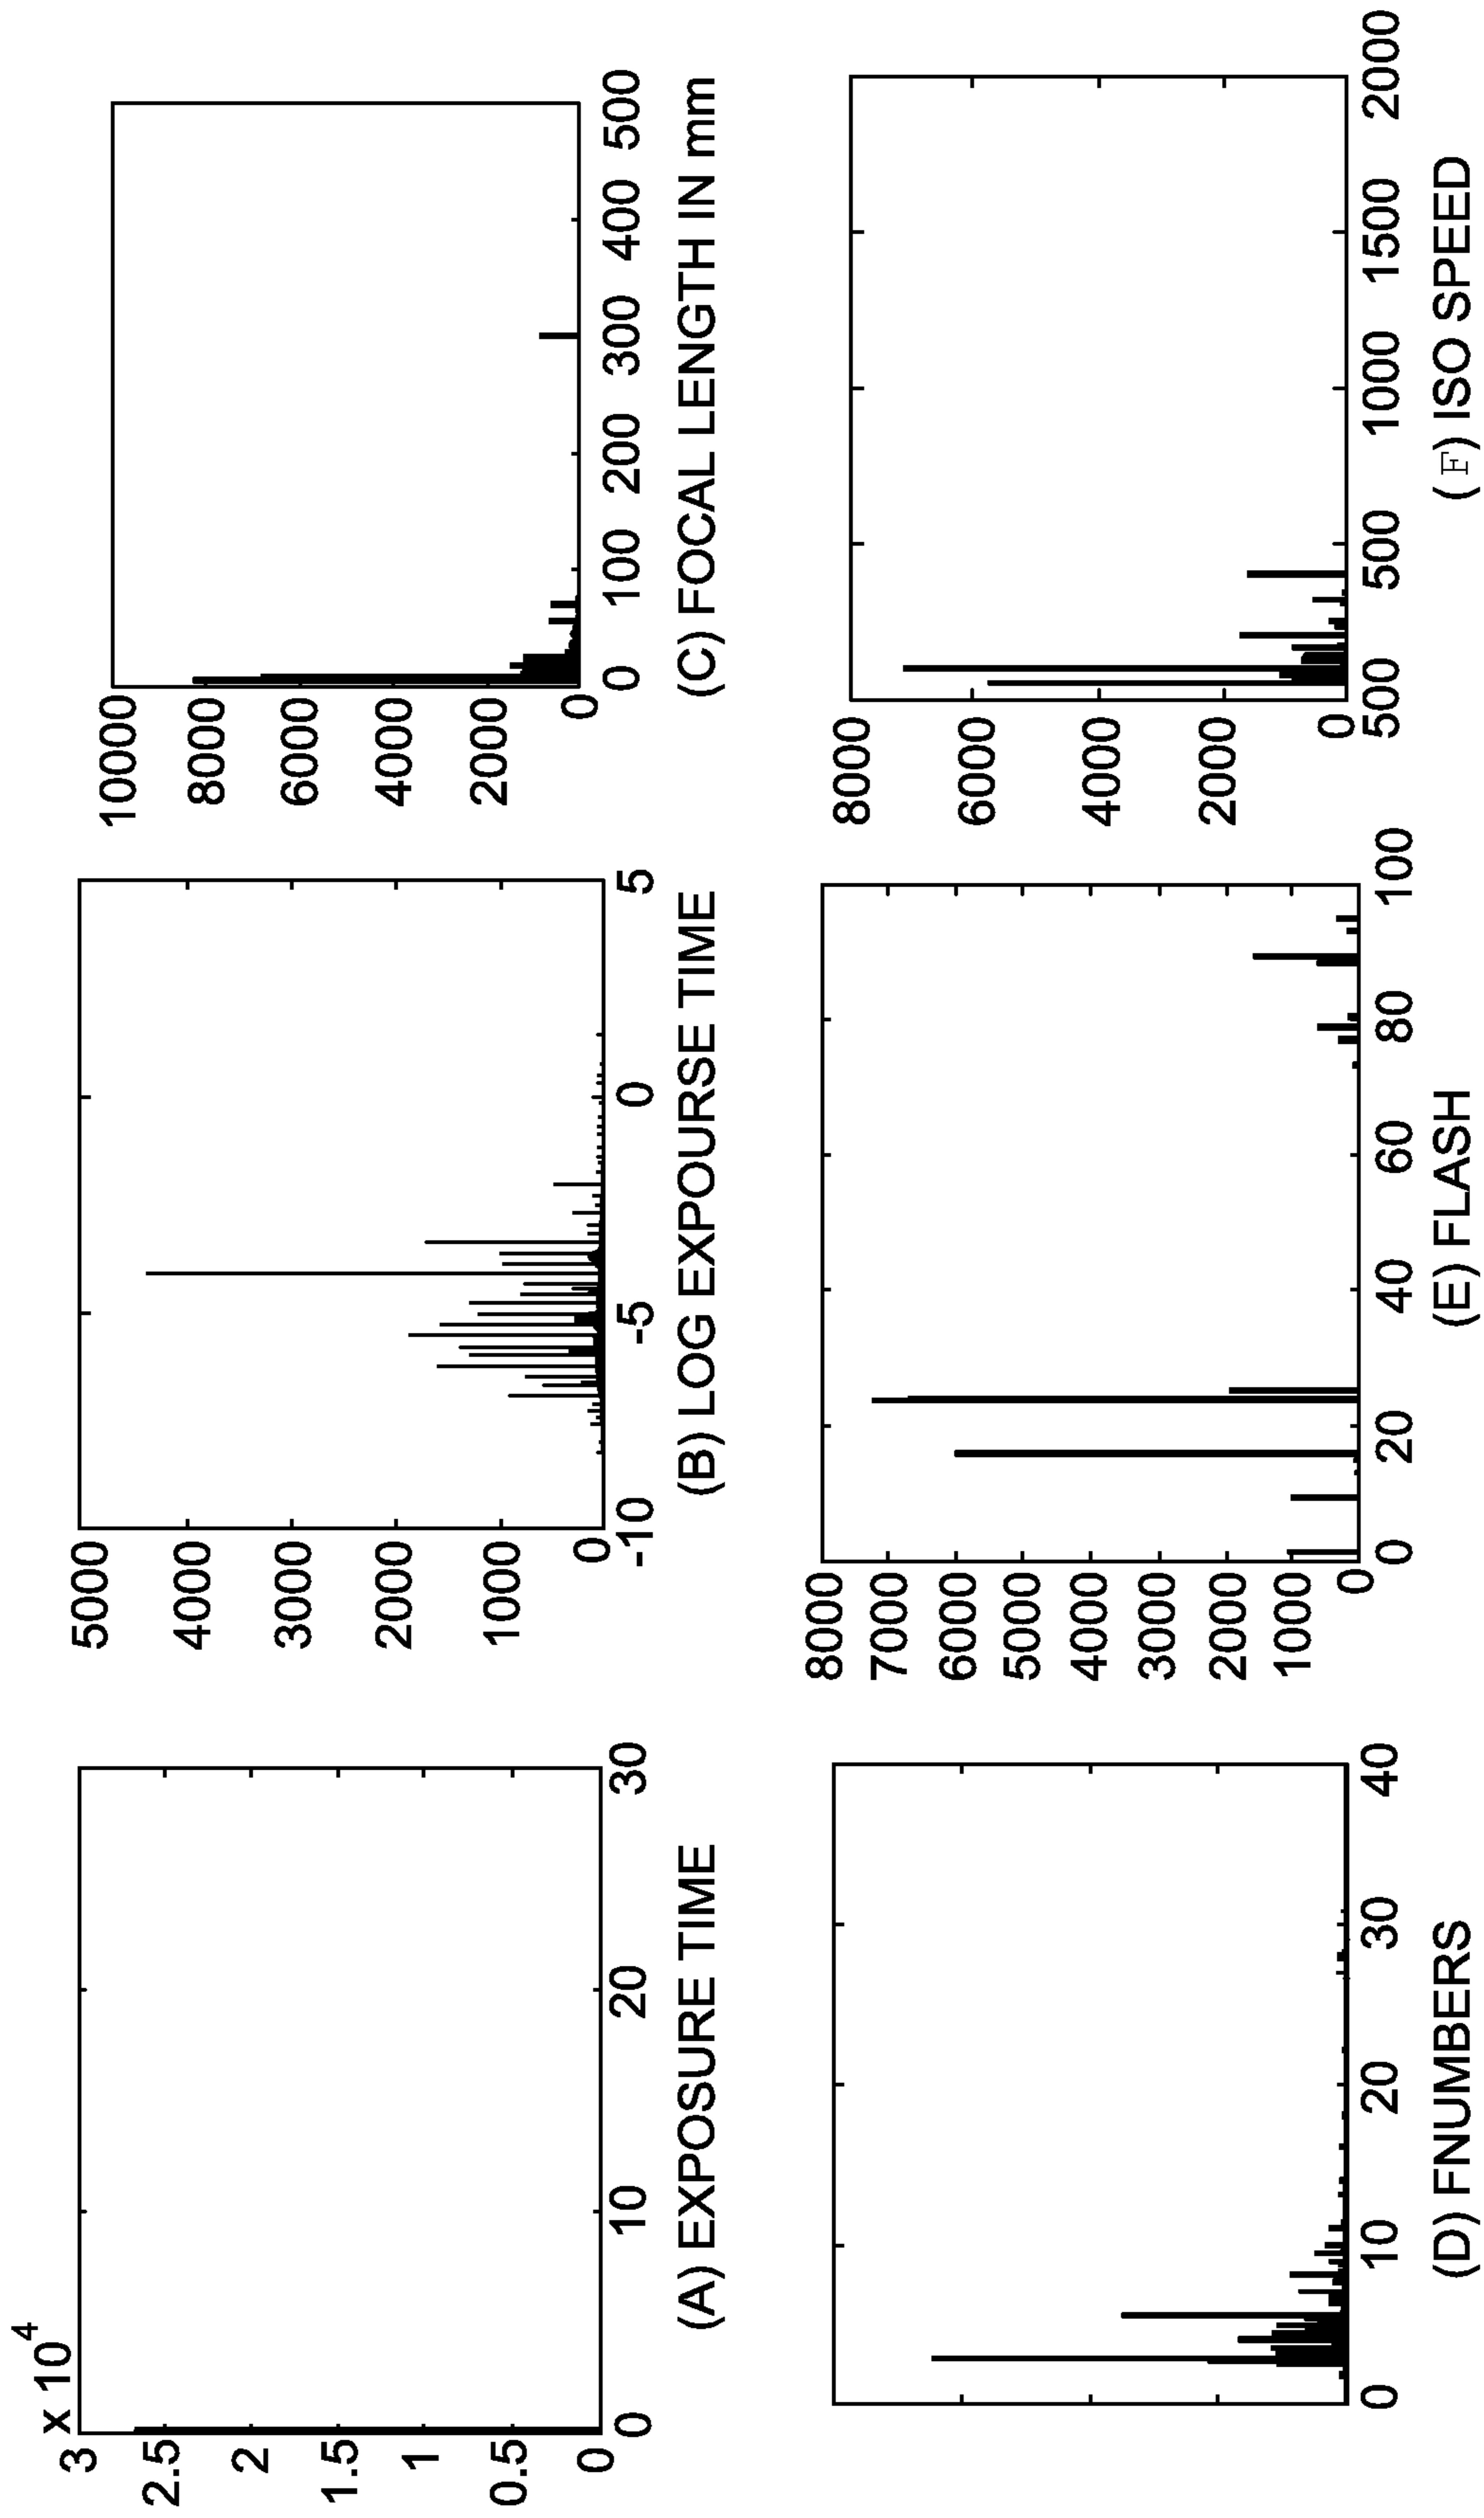 x 10^4
3
2.5
2
1.5
1
0.5
0
0 10 20 30
(A) EXPOSURE TIME
5000
4000
3000
2000
1000
0
-10 -5 0 5
(B) LOG EXPOURSE TIME
10000
8000
6000
4000
2000
0
0 100 200 300 400 500
(C) FOCAL LENGTH IN mm
0 10 20 30 40
(D) FNUMBERS
8000
7000
6000
5000
4000
3000
2000
1000
0
0 20 40 60 80 100
(E) FLASH
8000
6000
4000
2000
0
500 500 1000 1500 2000
(F) ISO SPEED